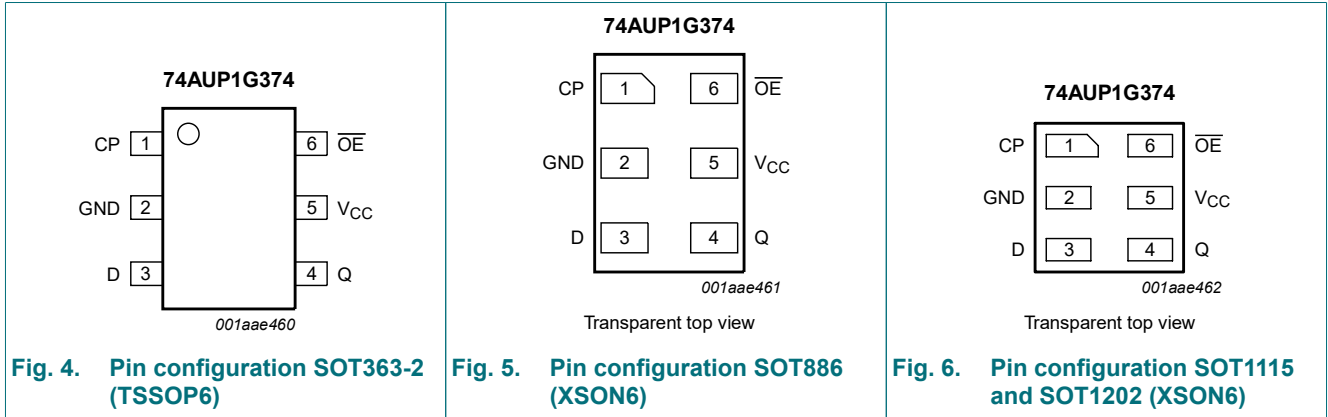 74AUP1G374
CP 1 6 OE
GND 2 5 VCC
D 3 4 Q
001aae460
Fig. 4. Pin configuration SOT363-2
(TSSOP6)
74AUP1G374
CP 1 6 OE
GND 2 5 VCC
D 3 4 Q
001aae461
Transparent top view
Fig. 5. Pin configuration SOT886
(XSON6)
74AUP1G374
CP 1 6 OE
GND 2 5 VCC
D 3 4 Q
001aae462
Transparent top view
Fig. 6. Pin configuration SOT1115
and SOT1202 (XSON6)